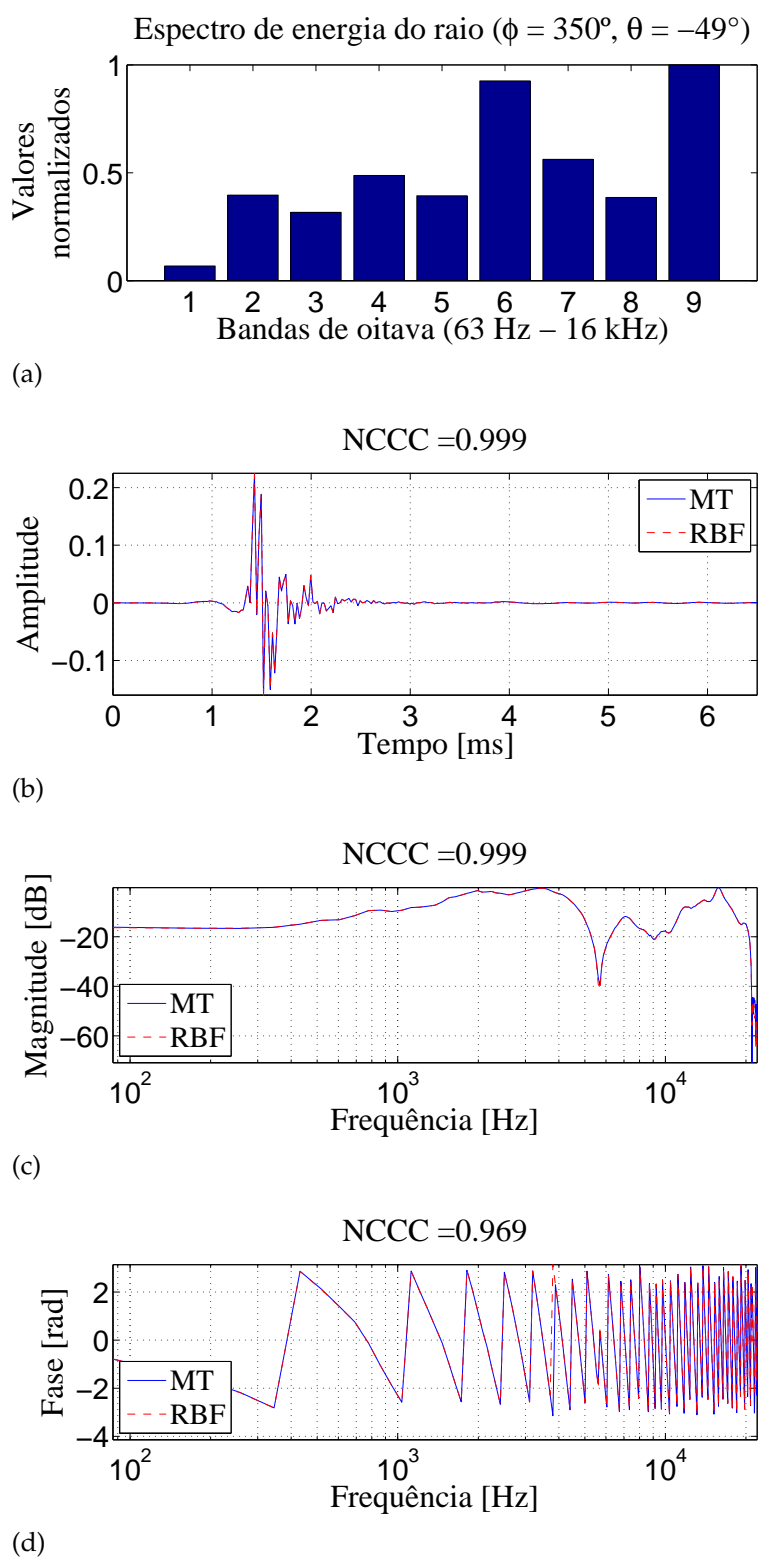 Espectro de energia do raio (ϕ = 350º, θ = −49°)
Valores
normalizados
1
0.5
0
1 2 3 4 5 6 7 8 9
Bandas de oitava (63 Hz – 16 kHz)
(a)
NCCC =0.999
Amplitude
0.2
0.1
0
−0.1
MT
RBF
0 1 2 3 4 5 6
Tempo [ms]
(b)
NCCC =0.999
Magnitude [dB]
−20
−40
−60
MT
RBF
10² 10³ 10⁴
Frequência [Hz]
(c)
NCCC =0.969
Fase [rad]
2
0
−2
−4
MT
RBF
10² 10³ 10⁴
Frequência [Hz]
(d)